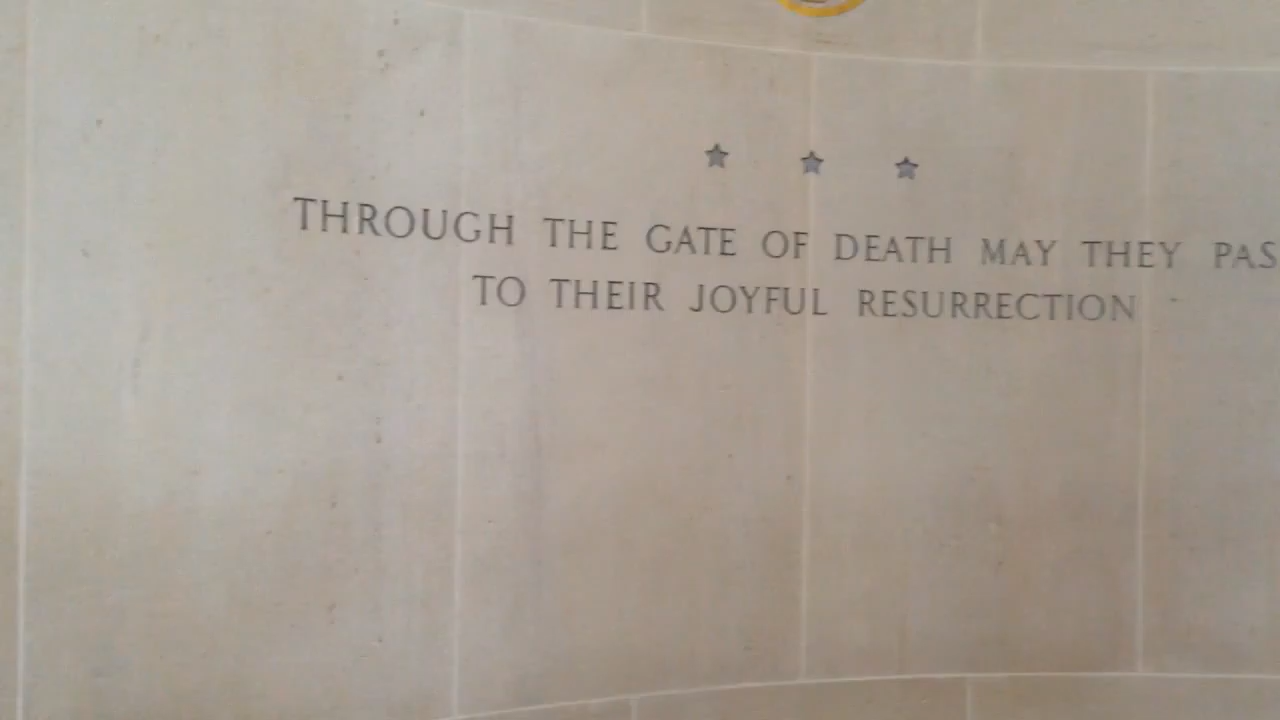 THROUGH THE GATE OF DEATH MAY THEY PAS
TO THEIR JOYFUL RESURRECTION